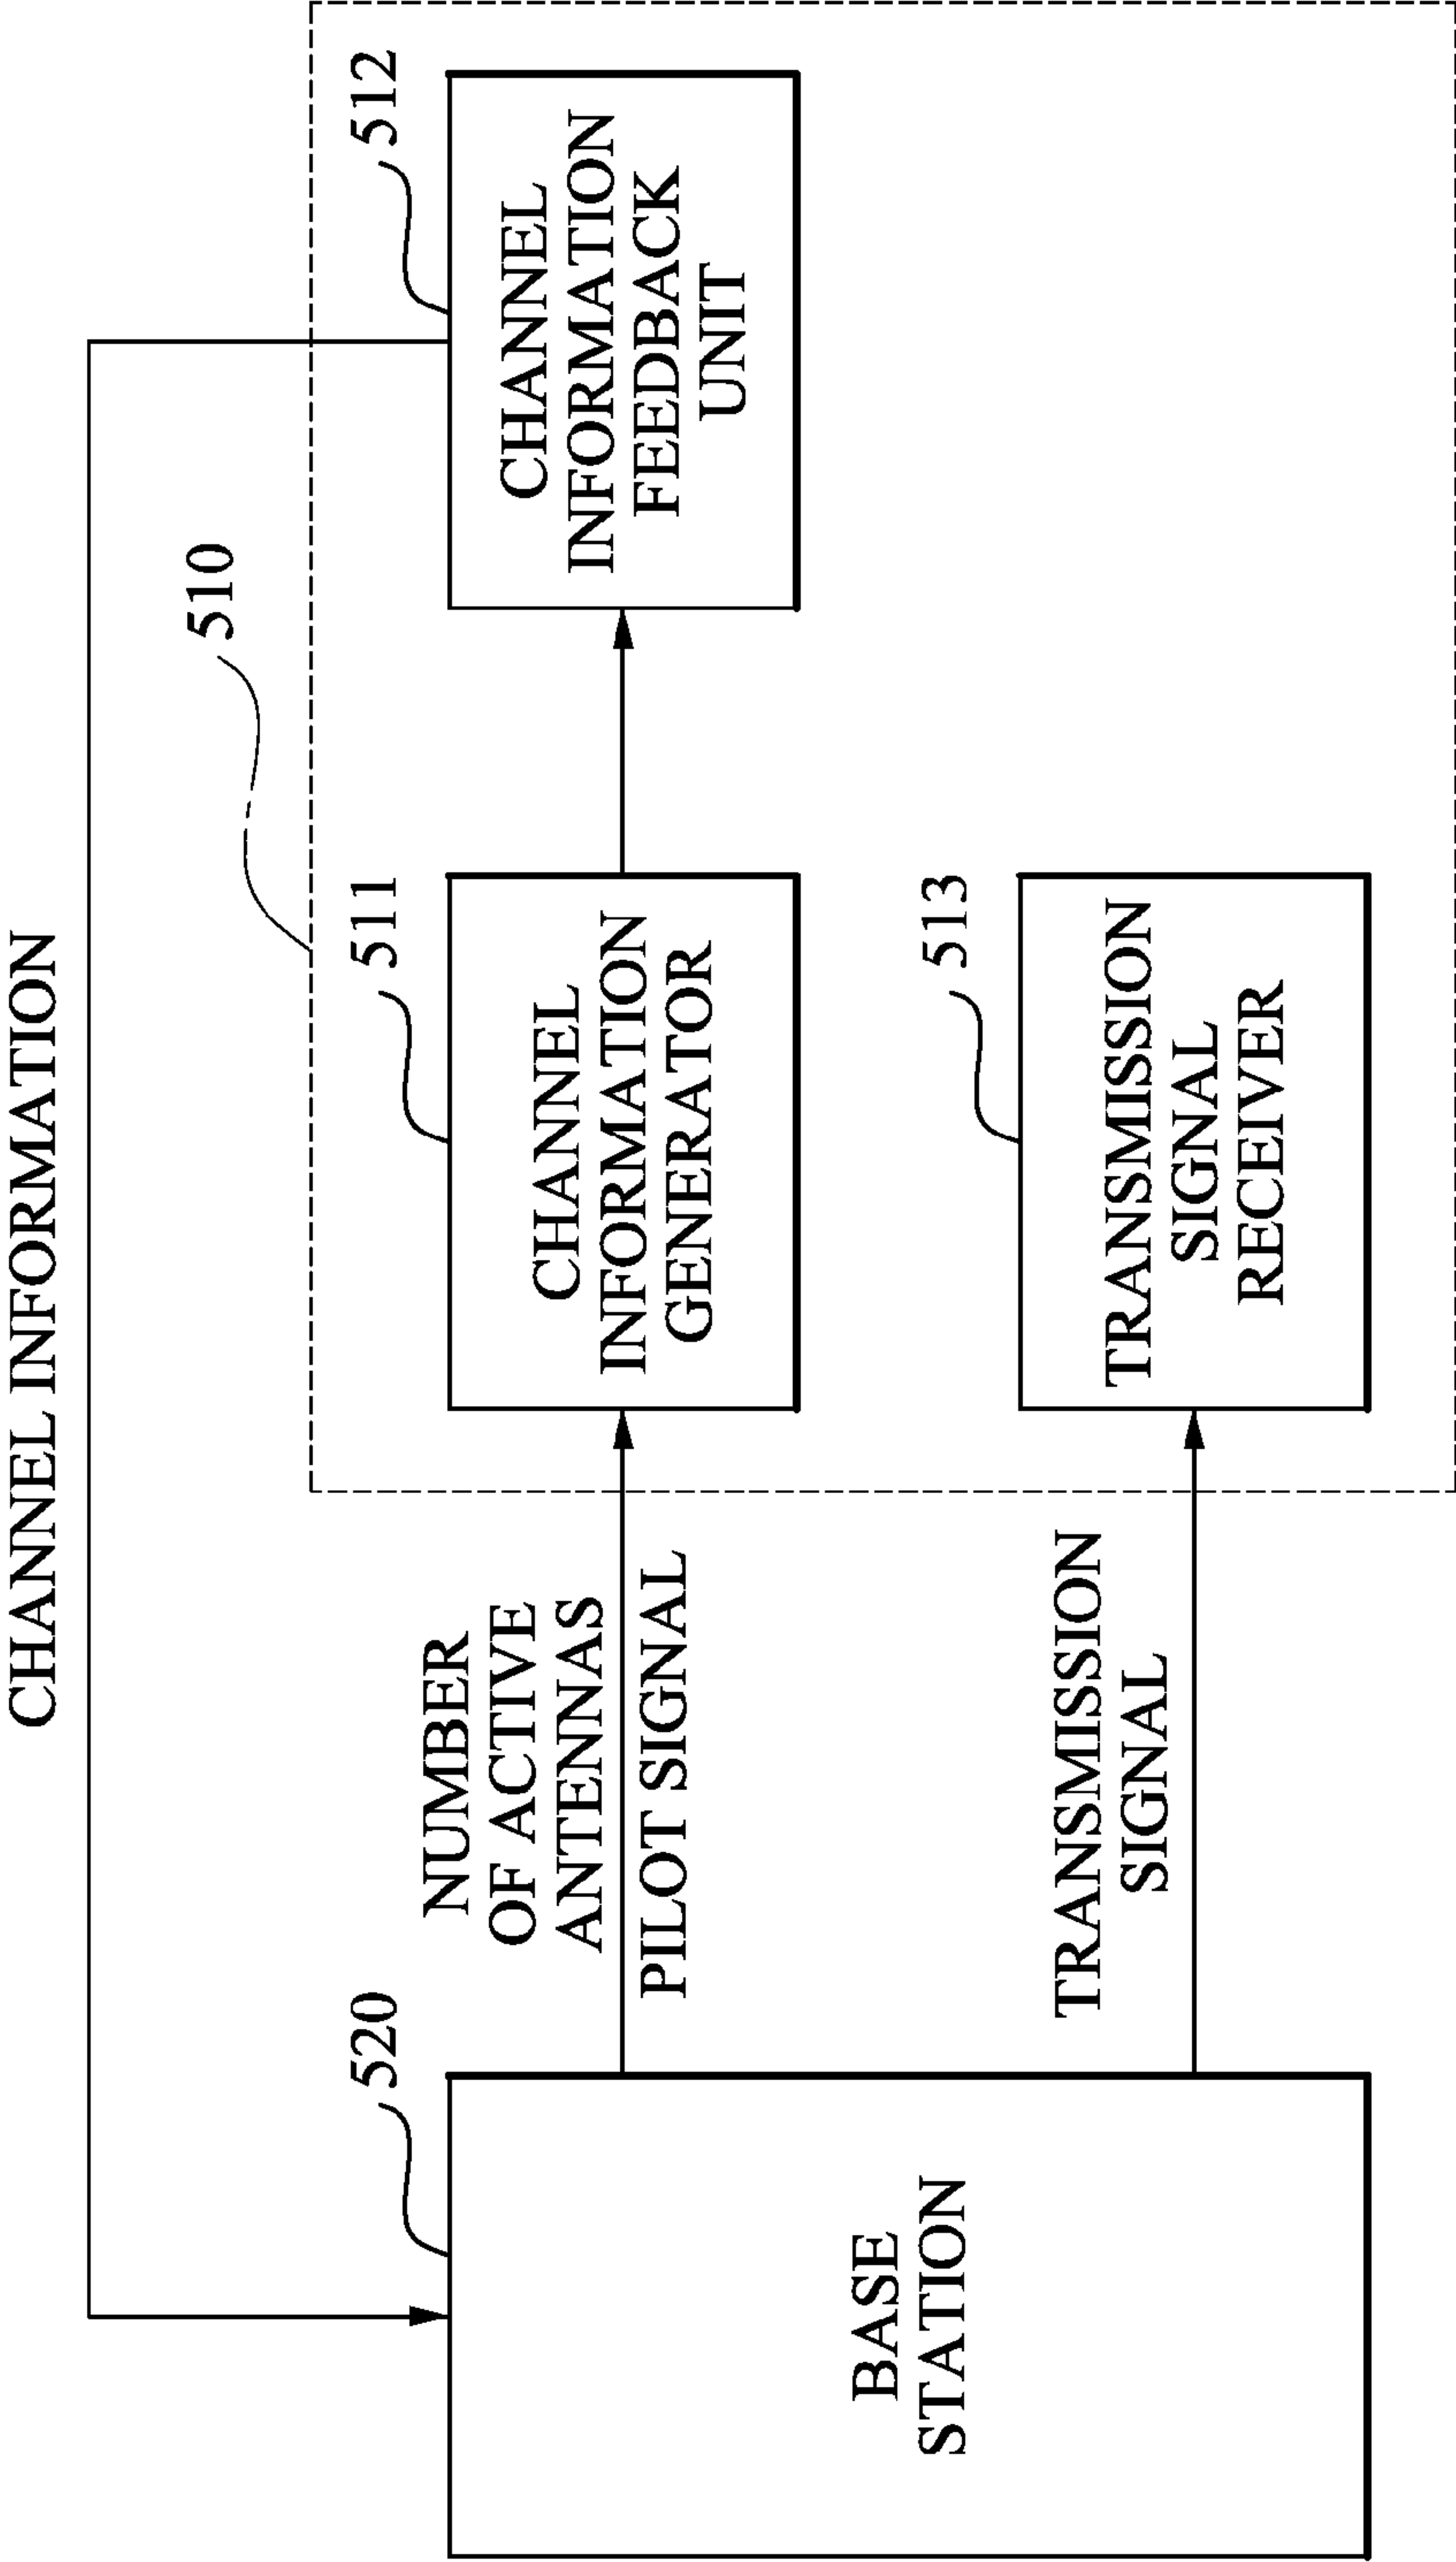 CHANNEL INFORMATION
510
520
NUMBER
OF ACTIVE
ANTENNAS
PILOT SIGNAL
511
CHANNEL
INFORMATION
GENERATOR
512
CHANNEL
INFORMATION
FEEDBACK
UNIT
BASE
STATION
TRANSMISSION
SIGNAL
513
TRANSMISSION
SIGNAL
RECEIVER